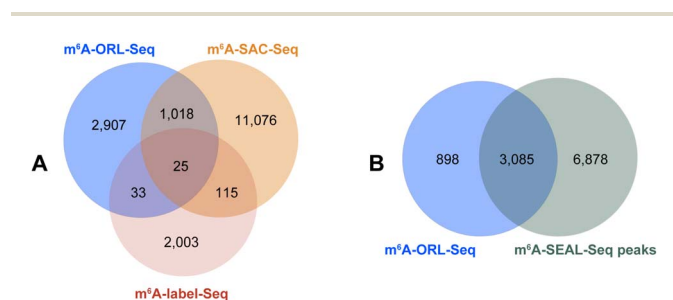 m⁶A-ORL-Seq
m⁶A-SAC-Seq
2,907
1,018
11,076
A
25
33
115
2,003
m⁶A-label-Seq
B
898
3,085
6,878
m⁶A-ORL-Seq
m⁶A-SEAL-Seq peaks